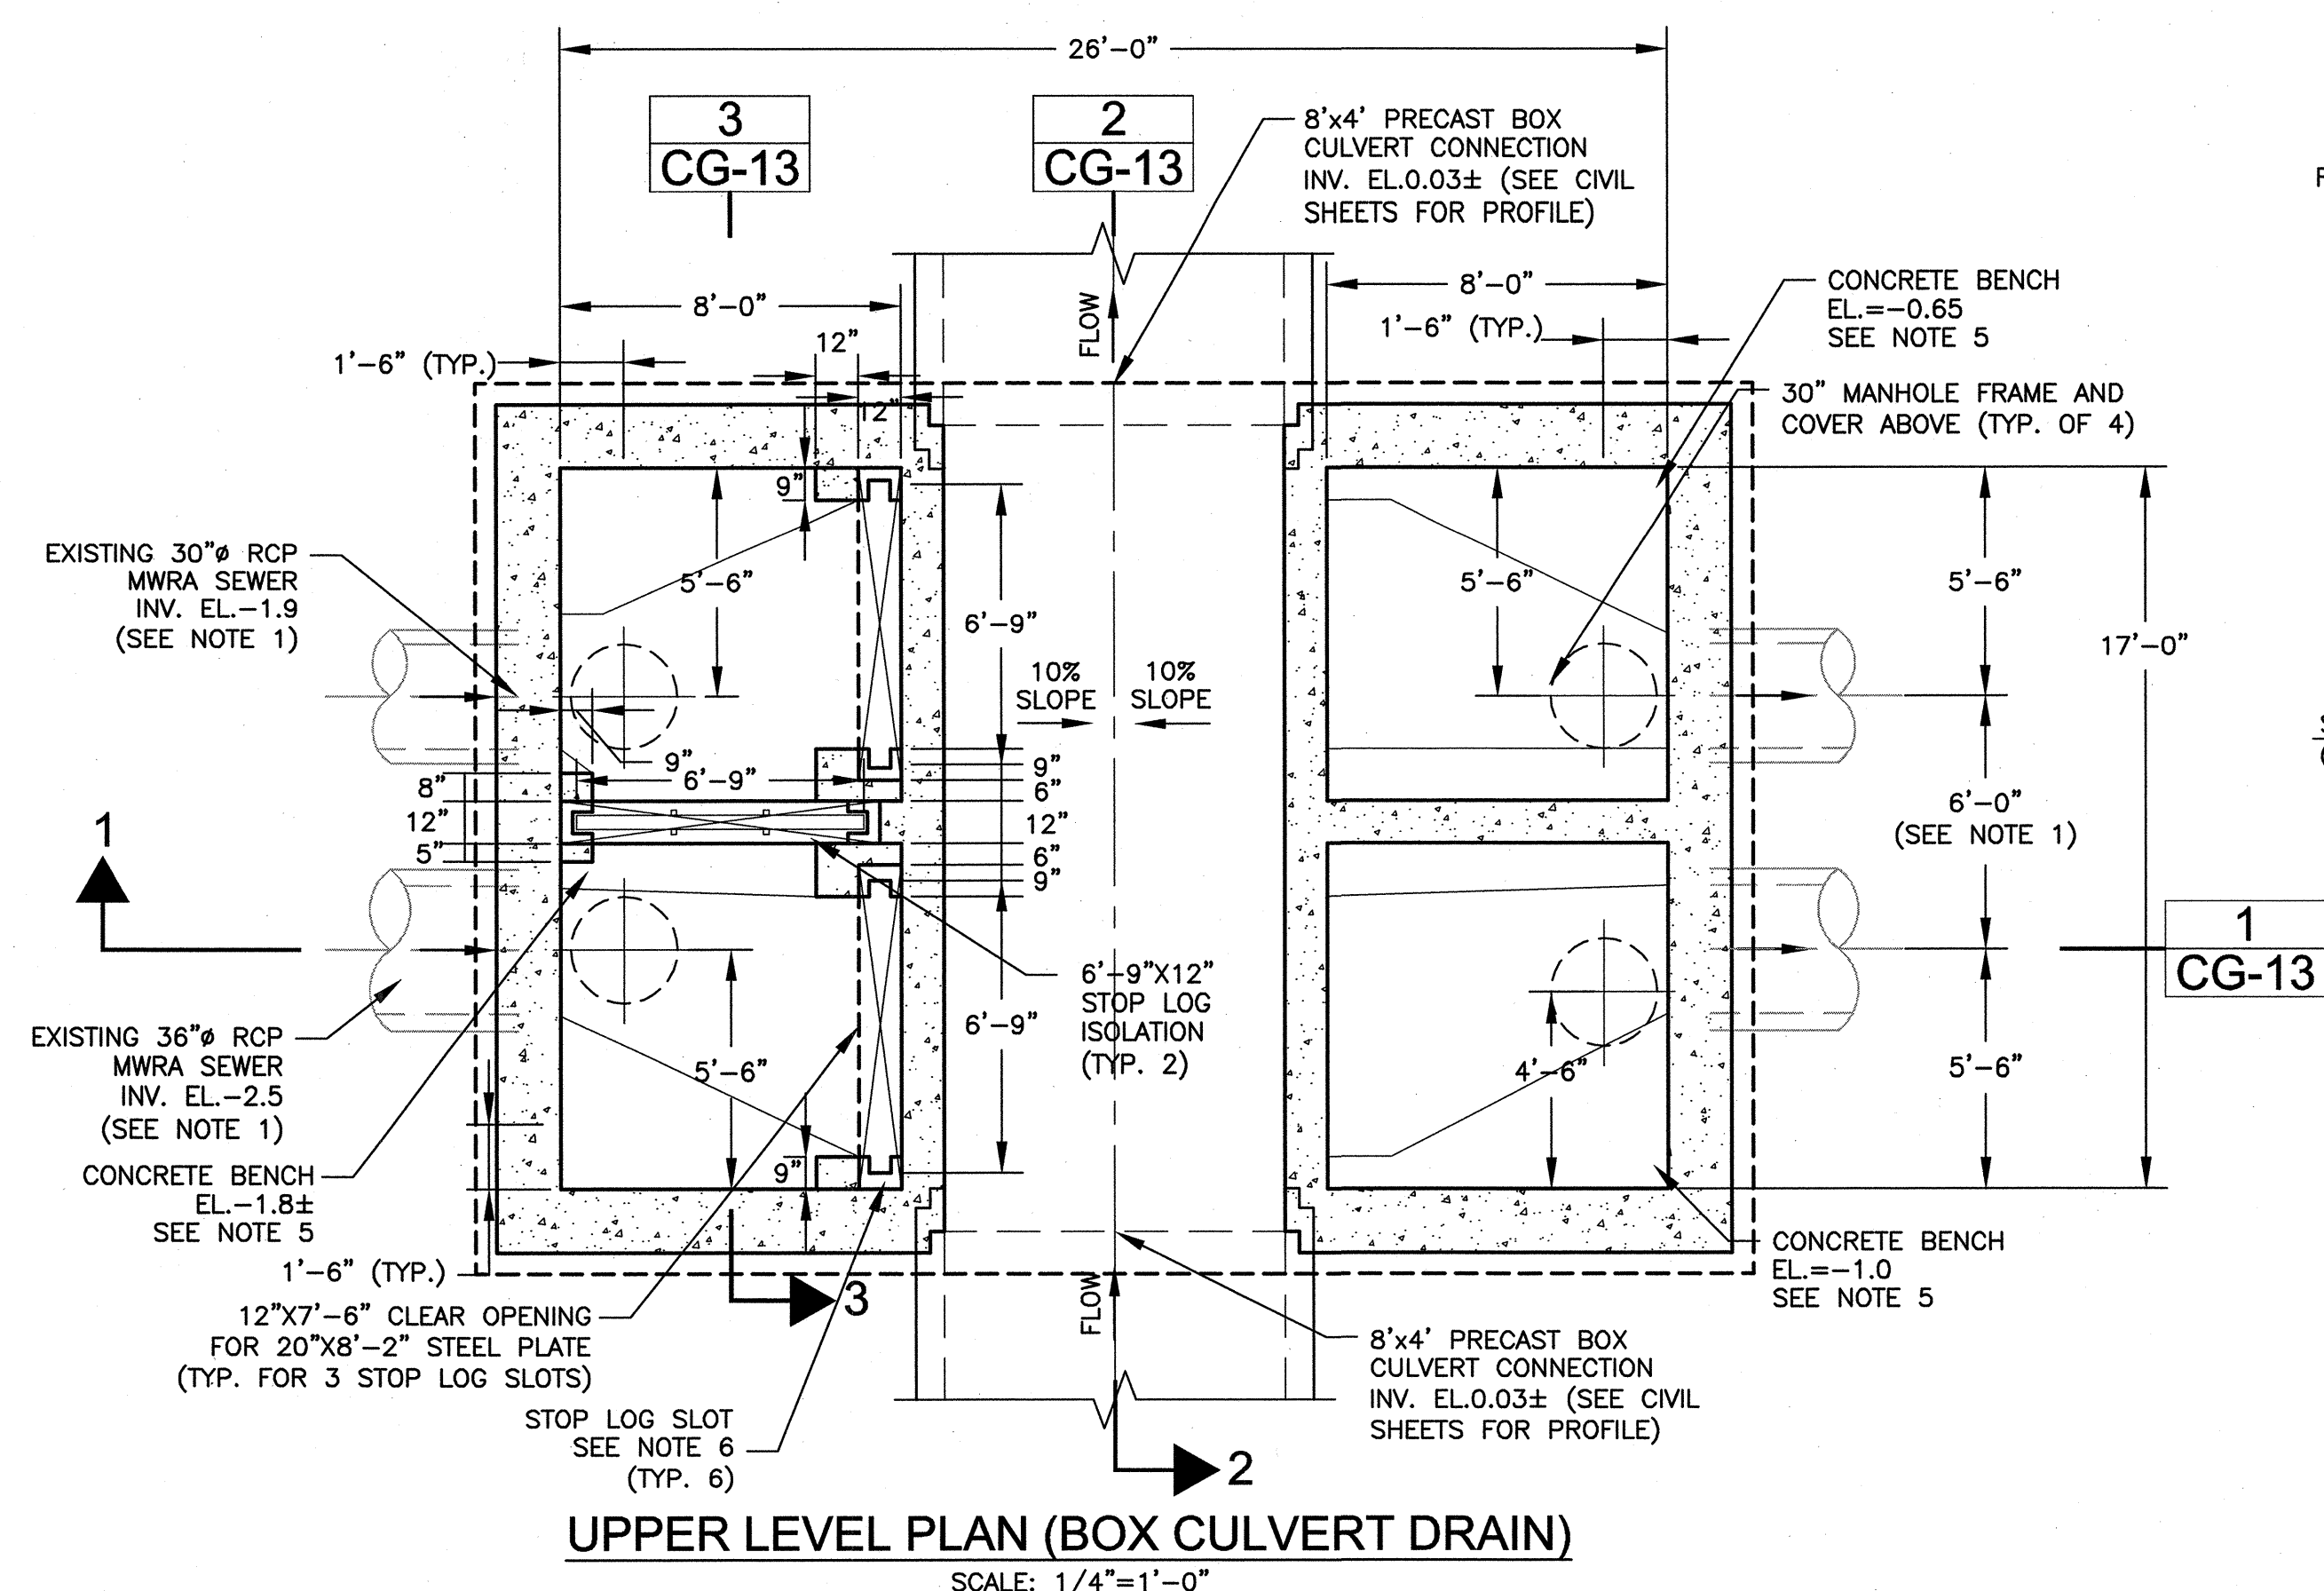 26'-0"
3
CG-13
2
CG-13
8'x4' PRECAST BOX
CULVERT CONNECTION
INV. EL.0.03± (SEE CIVIL
SHEETS FOR PROFILE)
8'-0"
8'-0"
FLOW
CONCRETE BENCH
EL.=-0.65
SEE NOTE 5
1'-6" (TYP.)
12"
1'-6" (TYP.)
30" MANHOLE FRAME AND
COVER ABOVE (TYP. OF 4)
9"
EXISTING 30"ø RCP
MWRA SEWER
INV. EL.-1.9
(SEE NOTE 1)
5'-6"
6'-9"
5'-6"
5'-6"
17'-0"
10%
SLOPE
10%
SLOPE
9"
6'-9"
8"
12"
5"
9"
6"
12"
6"
9"
6'-0"
(SEE NOTE 1)
1
1
CG-13
6'-9"X12"
STOP LOG
ISOLATION
(TYP. 2)
EXISTING 36"ø RCP
MWRA SEWER
INV. EL.-2.5
(SEE NOTE 1)
5'-6"
6'-9"
4'-6"
5'-6"
CONCRETE BENCH
EL.-1.8±
SEE NOTE 5
9"
1'-6" (TYP.)
3
CONCRETE BENCH
EL.=-1.0
SEE NOTE 5
12"X7'-6" CLEAR OPENING
FOR 20"X8'-2" STEEL PLATE
(TYP. FOR 3 STOP LOG SLOTS)
FLOW
8'x4' PRECAST BOX
CULVERT CONNECTION
INV. EL.0.03± (SEE CIVIL
SHEETS FOR PROFILE)
STOP LOG SLOT
SEE NOTE 6
(TYP. 6)
2
UPPER LEVEL PLAN (BOX CULVERT DRAIN)
SCALE: 1/4"=1'-0"